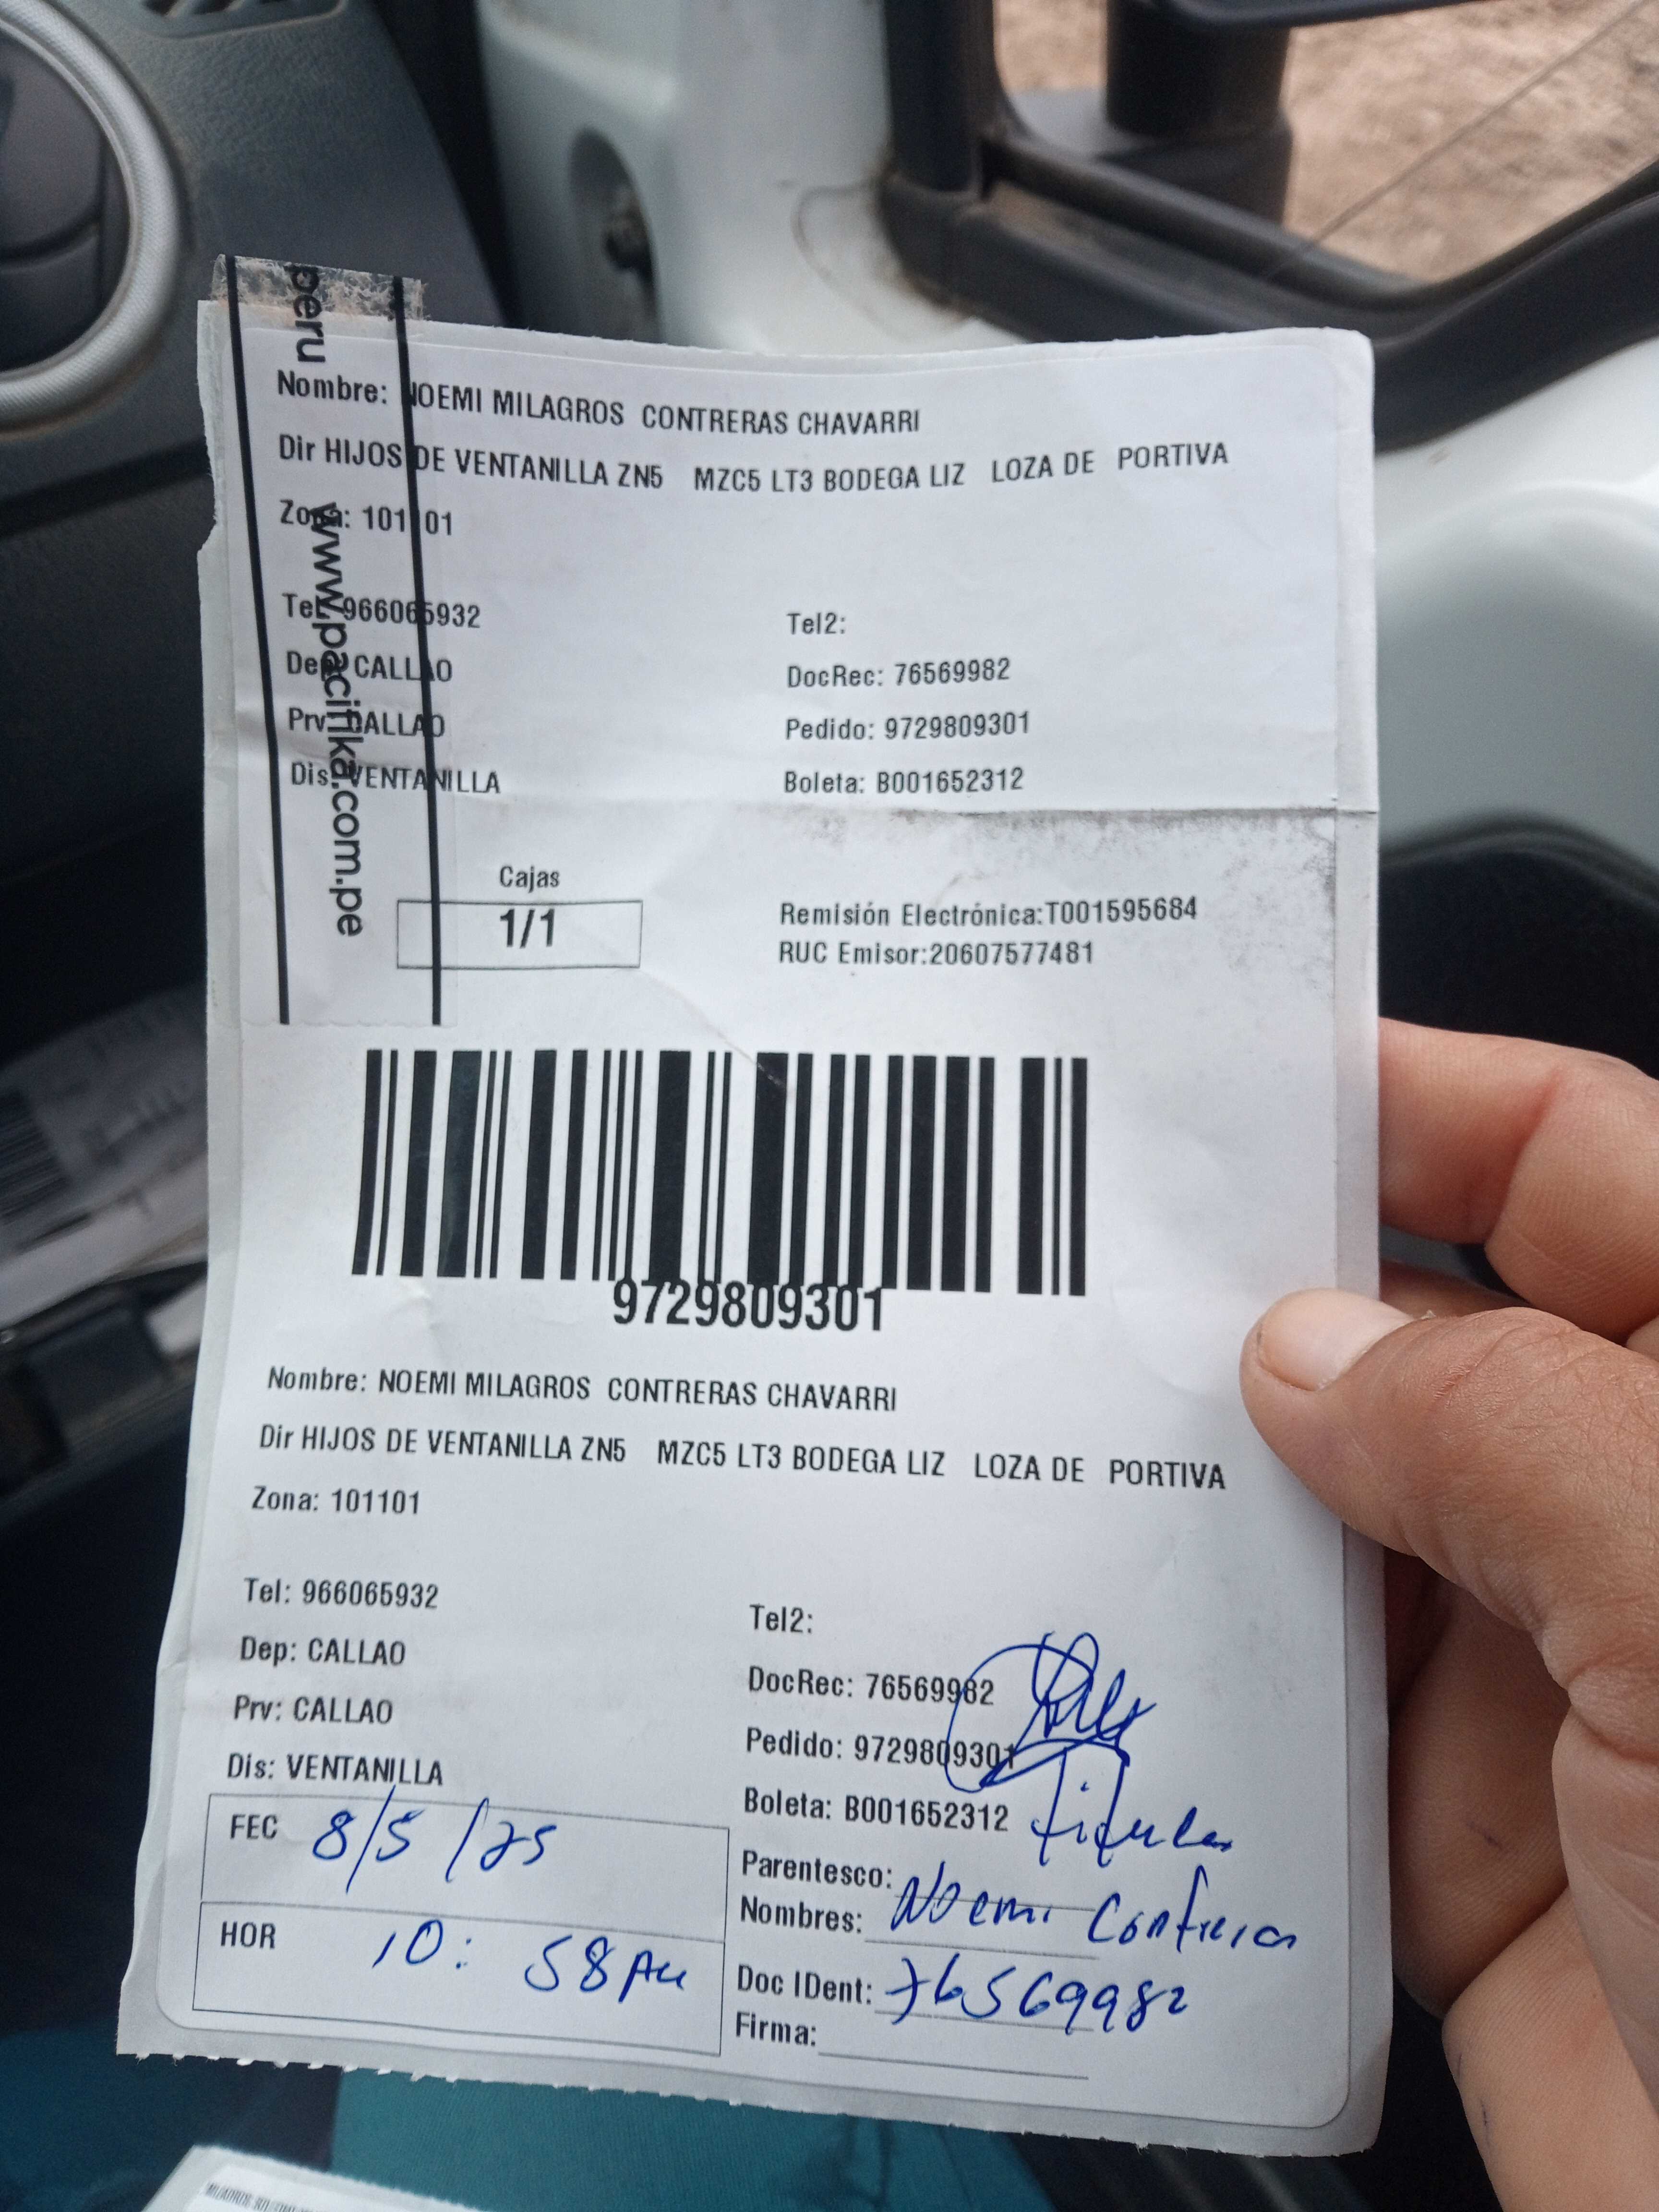 peru
www.pacifika.com.pe
Nombre: NOEMI MILAGROS CONTRERAS CHAVARRI
Dir HIJOS DE VENTANILLA ZN5 MZC5 LT3 BODEGA LIZ LOZA DE PORTIVA
Zona: 101101
Tel: 966065932
Tel2:
Dep: CALLAO
DocRec: 76569982
Prv: CALLAO
Pedido: 9729809301
Dis: VENTANILLA
Boleta: B001652312
Cajas
1/1
Remisión Electrónica:T001595684
RUC Emisor:20607577481
9729809301
Nombre: NOEMI MILAGROS CONTRERAS CHAVARRI
Dir HIJOS DE VENTANILLA ZN5 MZC5 LT3 BODEGA LIZ LOZA DE PORTIVA
Zona: 101101
Tel: 966065932
Tel2:
Dep: CALLAO
DocRec: 76569982
Prv: CALLAO
Pedido: 9729809301
Dis: VENTANILLA
Boleta: B001652312
titular
FEC 8/5/25
Parentesco:
Nombres: Noemi Contreras
HOR 10:58 AM
Doc IDent: 76569982
Firma: